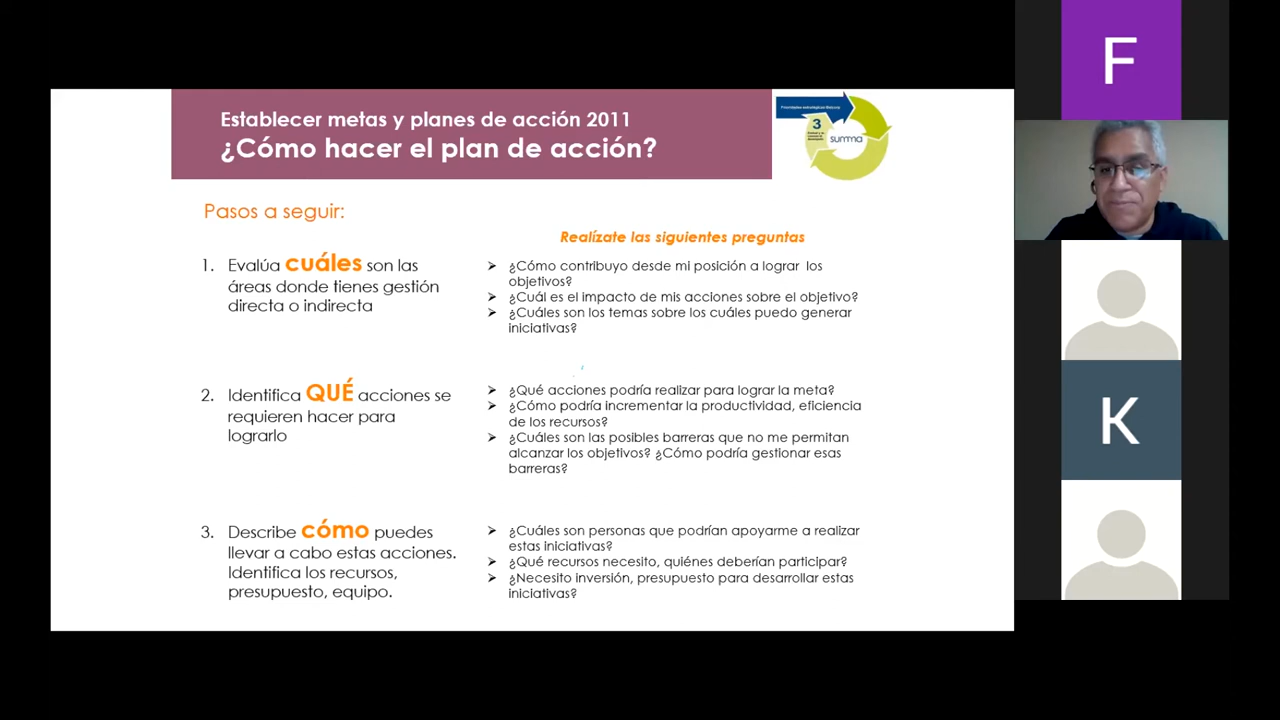 Establecer metas y planes de acción 2011
¿Cómo hacer el plan de acción?
3
summa
F
Pasos a seguir:
Realízate las siguientes preguntas
1. Evalúa cuáles son las
áreas donde tienes gestión
directa o indirecta
➢ ¿Cómo contribuyo desde mi posición a lograr los
objetivos?
➢ ¿Cuál es el impacto de mis acciones sobre el objetivo?
➢ ¿Cuáles son los temas sobre los cuáles puedo generar
iniciativas?
2. Identifica QUÉ acciones se
requieren hacer para
lograrlo
➢ ¿Qué acciones podría realizar para lograr la meta?
➢ ¿Cómo podría incrementar la productividad, eficiencia
de los recursos?
➢ ¿Cuáles son las posibles barreras que no me permitan
alcanzar los objetivos? ¿Cómo podría gestionar esas
barreras?
K
3. Describe cómo puedes
llevar a cabo estas acciones.
Identifica los recursos,
presupuesto, equipo.
➢ ¿Cuáles son personas que podrían apoyarme a realizar
estas iniciativas?
➢ ¿Qué recursos necesito, quiénes deberían participar?
➢ ¿Necesito inversión, presupuesto para desarrollar estas
iniciativas?